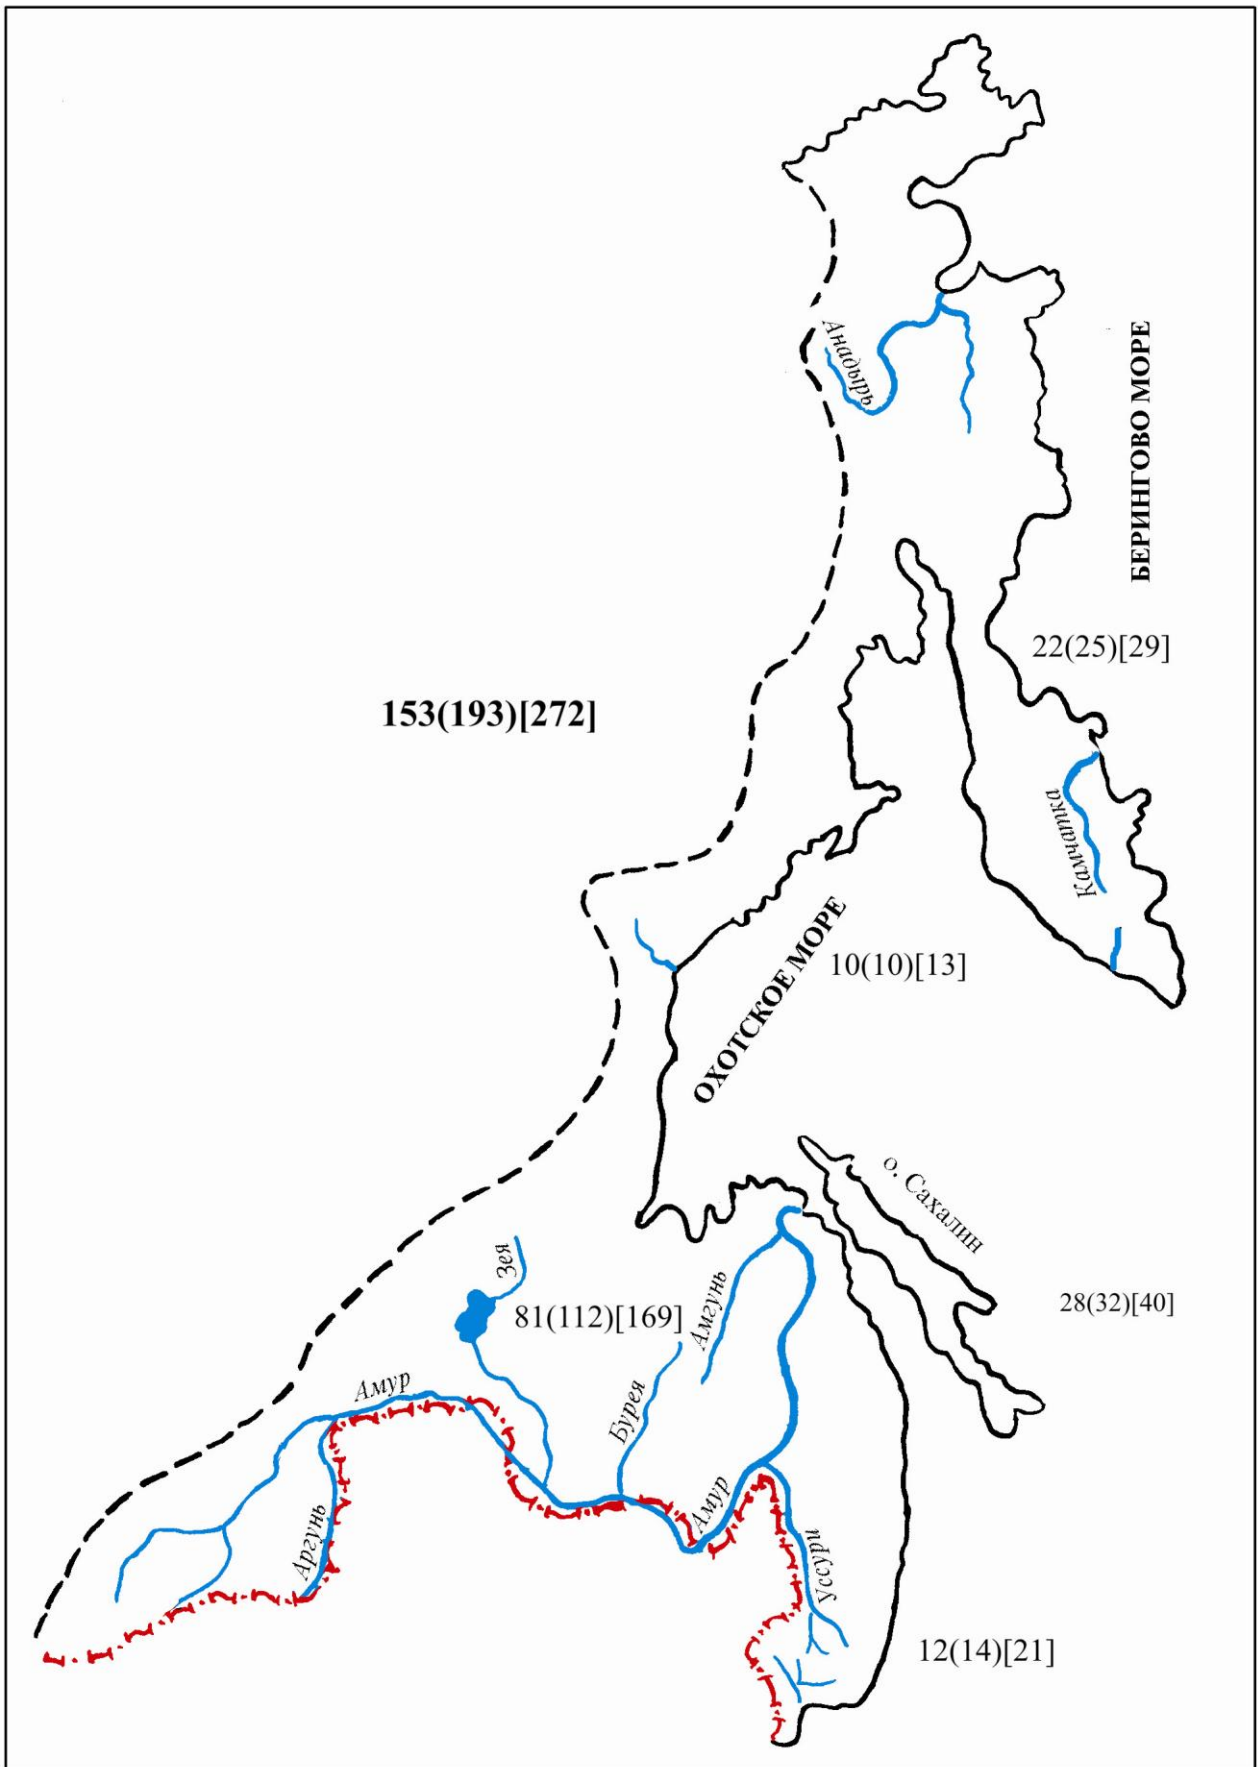 Анадырь
БЕРИНГОВО МОРЕ
22(25)[29]
153(193)[272]
Камчатка
ОХОТСКОЕ МОРЕ
10(10)[13]
о. Сахалин
Зея
81(112)[169]
Амгунь
28(32)[40]
Амур
Бурея
Амур
Аргунь
Уссури
12(14)[21]